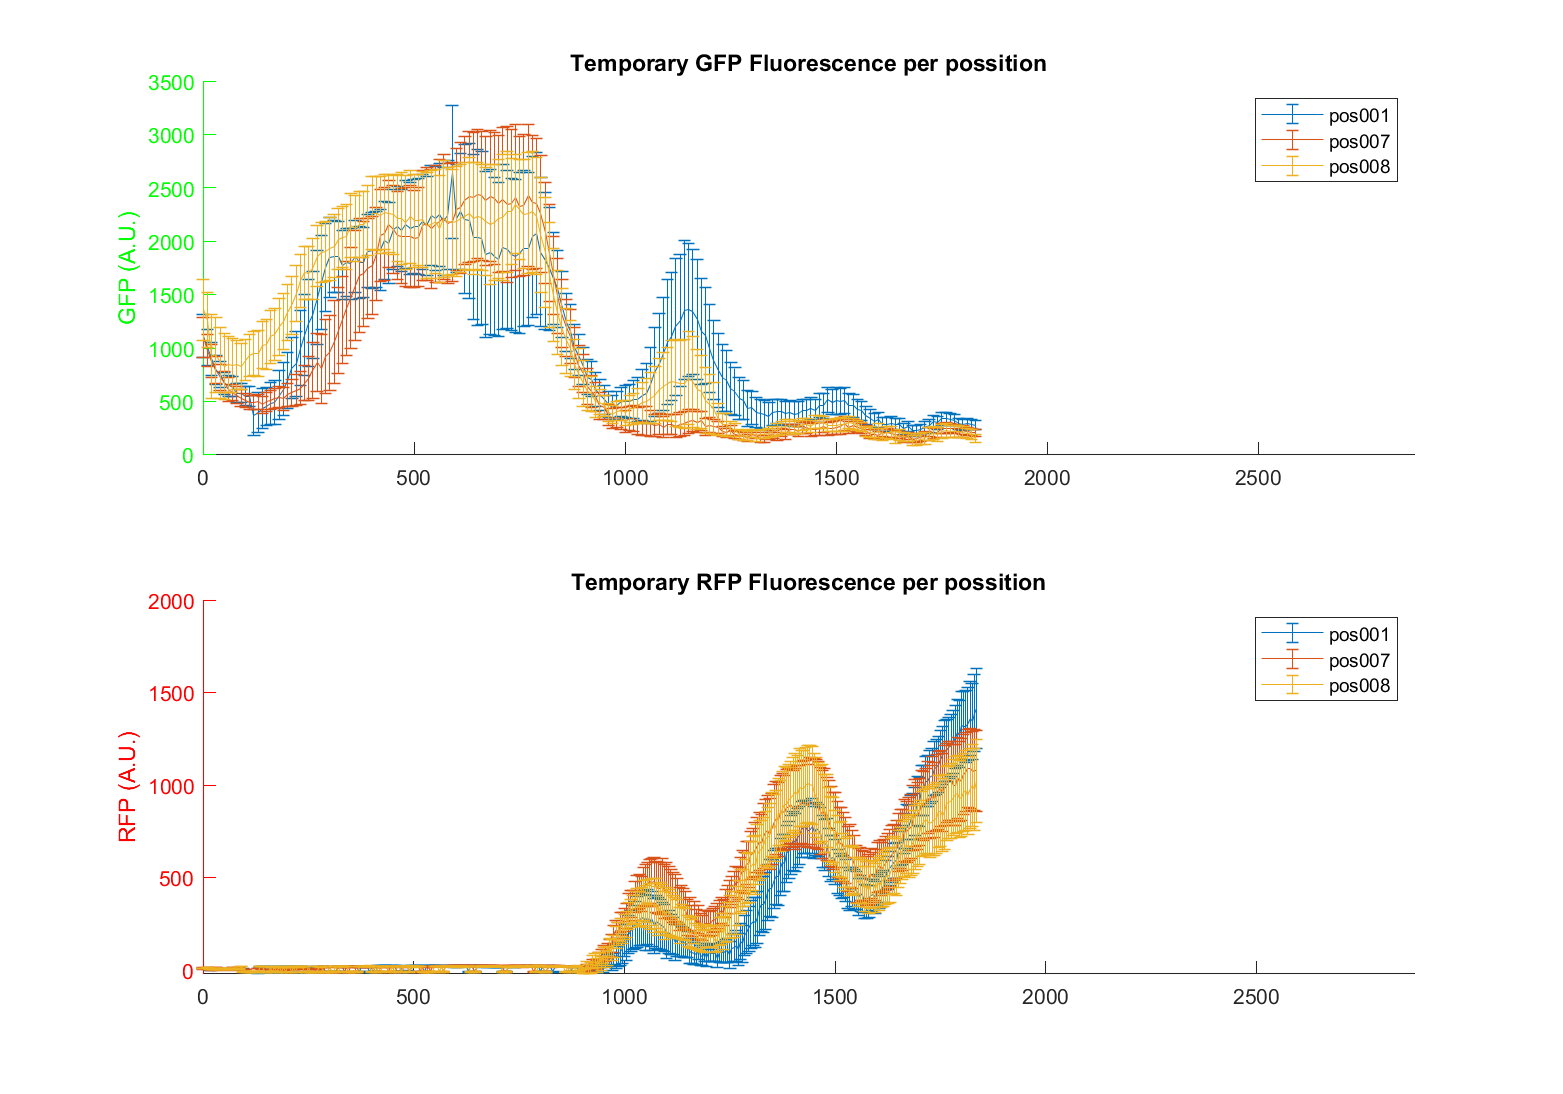 Temporary GFP Fluorescence per possition
GFP (A.U.)
3500
3000
2500
2000
1500
1000
500
0
0 500 1000 1500 2000 2500
pos001
pos007
pos008
Temporary RFP Fluorescence per possition
RFP (A.U.)
2000
1500
1000
500
0
0 500 1000 1500 2000 2500
pos001
pos007
pos008